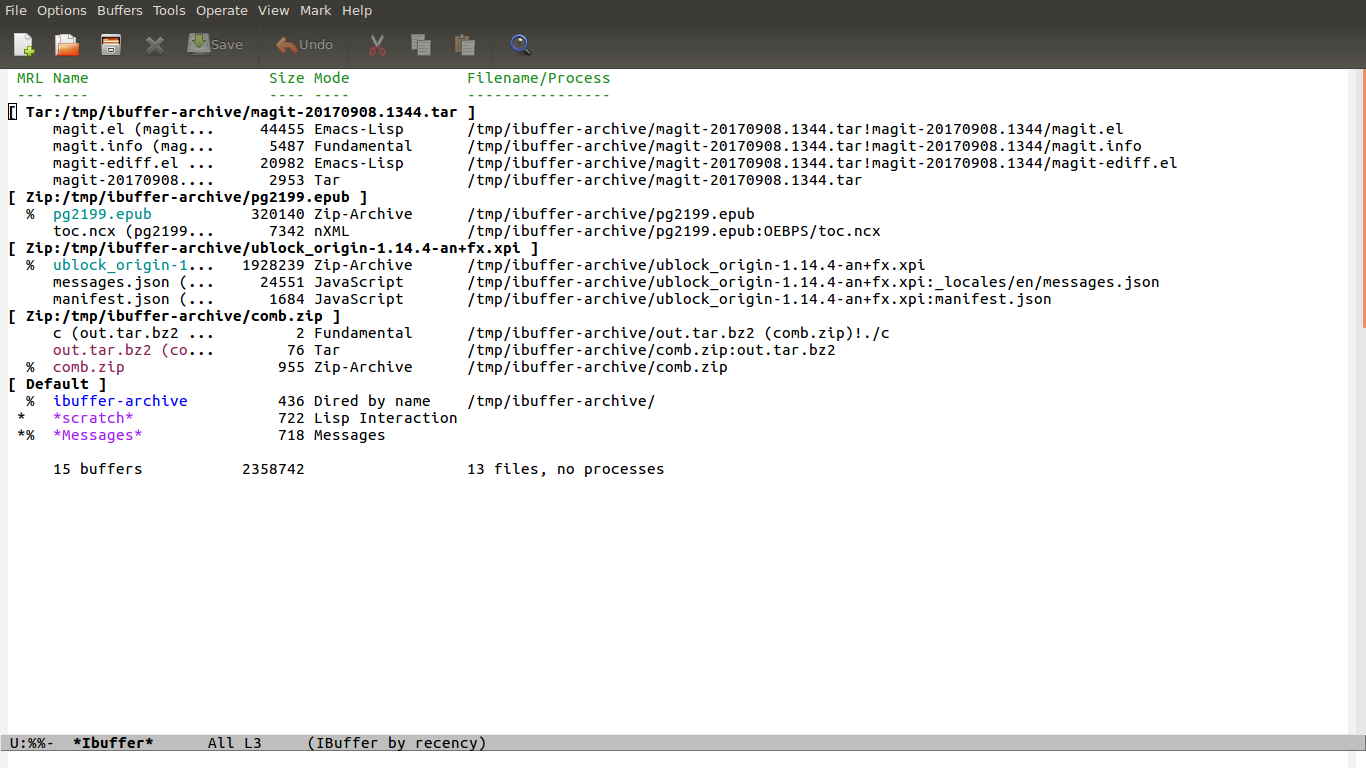 File Options Buffers Tools Operate View Mark Help
Save Undo
MRL Name Size Mode Filename/Process
--- ---- ---- ---- ----------------
[ Tar:/tmp/ibuffer-archive/magit-20170908.1344.tar ]
magit.el (magit... 44455 Emacs-Lisp /tmp/ibuffer-archive/magit-20170908.1344.tar!magit-20170908.1344/magit.el
magit.info (mag... 5487 Fundamental /tmp/ibuffer-archive/magit-20170908.1344.tar!magit-20170908.1344/magit.info
magit-ediff.el ... 20982 Emacs-Lisp /tmp/ibuffer-archive/magit-20170908.1344.tar!magit-20170908.1344/magit-ediff.el
magit-20170908.... 2953 Tar /tmp/ibuffer-archive/magit-20170908.1344.tar
[ Zip:/tmp/ibuffer-archive/pg2199.epub ]
% pg2199.epub 320140 Zip-Archive /tmp/ibuffer-archive/pg2199.epub
toc.ncx (pg2199... 7342 nXML /tmp/ibuffer-archive/pg2199.epub:OEBPS/toc.ncx
[ Zip:/tmp/ibuffer-archive/ublock_origin-1.14.4-an+fx.xpi ]
% ublock_origin-1... 1928239 Zip-Archive /tmp/ibuffer-archive/ublock_origin-1.14.4-an+fx.xpi
messages.json (... 24551 JavaScript /tmp/ibuffer-archive/ublock_origin-1.14.4-an+fx.xpi:_locales/en/messages.json
manifest.json (... 1684 JavaScript /tmp/ibuffer-archive/ublock_origin-1.14.4-an+fx.xpi:manifest.json
[ Zip:/tmp/ibuffer-archive/comb.zip ]
c (out.tar.bz2 ... 2 Fundamental /tmp/ibuffer-archive/out.tar.bz2 (comb.zip)!./c
out.tar.bz2 (co... 76 Tar /tmp/ibuffer-archive/comb.zip:out.tar.bz2
% comb.zip 955 Zip-Archive /tmp/ibuffer-archive/comb.zip
[ Default ]
% ibuffer-archive 436 Dired by name /tmp/ibuffer-archive/
* *scratch* 722 Lisp Interaction
*% *Messages* 718 Messages
15 buffers 2358742 13 files, no processes
U:%%- *Ibuffer* All L3 (IBuffer by recency)